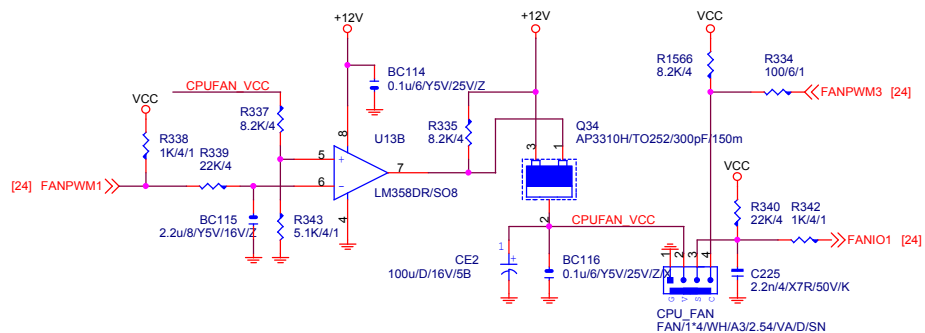 +12V
+12V
VCC
BC114
0.1u/6/Y5V/25V/Z
R1566
8.2K/4
R334
100/6/1
FANPWM3 [24]
CPUFAN_VCC
VCC
R337
8.2K/4
R338
1K/4/1
R339
22K/4
8
U13B
5
+
6
-
7
4
LM358DR/SO8
R335
8.2K/4
Q34
AP3310H/TO252/300pF/150m
3
1
2
[24] FANPWM1
BC115
2.2u/8/Y5V/16V/Z
R343
5.1K/4/1
VCC
R340
22K/4
R342
1K/4/1
FANIO1 [24]
CPUFAN_VCC
1
+
CE2
100u/D/16V/5B
BC116
0.1u/6/Y5V/25V/Z/X
1
2
3
4
G
V
S
C
C225
2.2n/4/X7R/50V/K
CPU_FAN
FAN/1*4/WH/A3/2.54/VA/D/SN